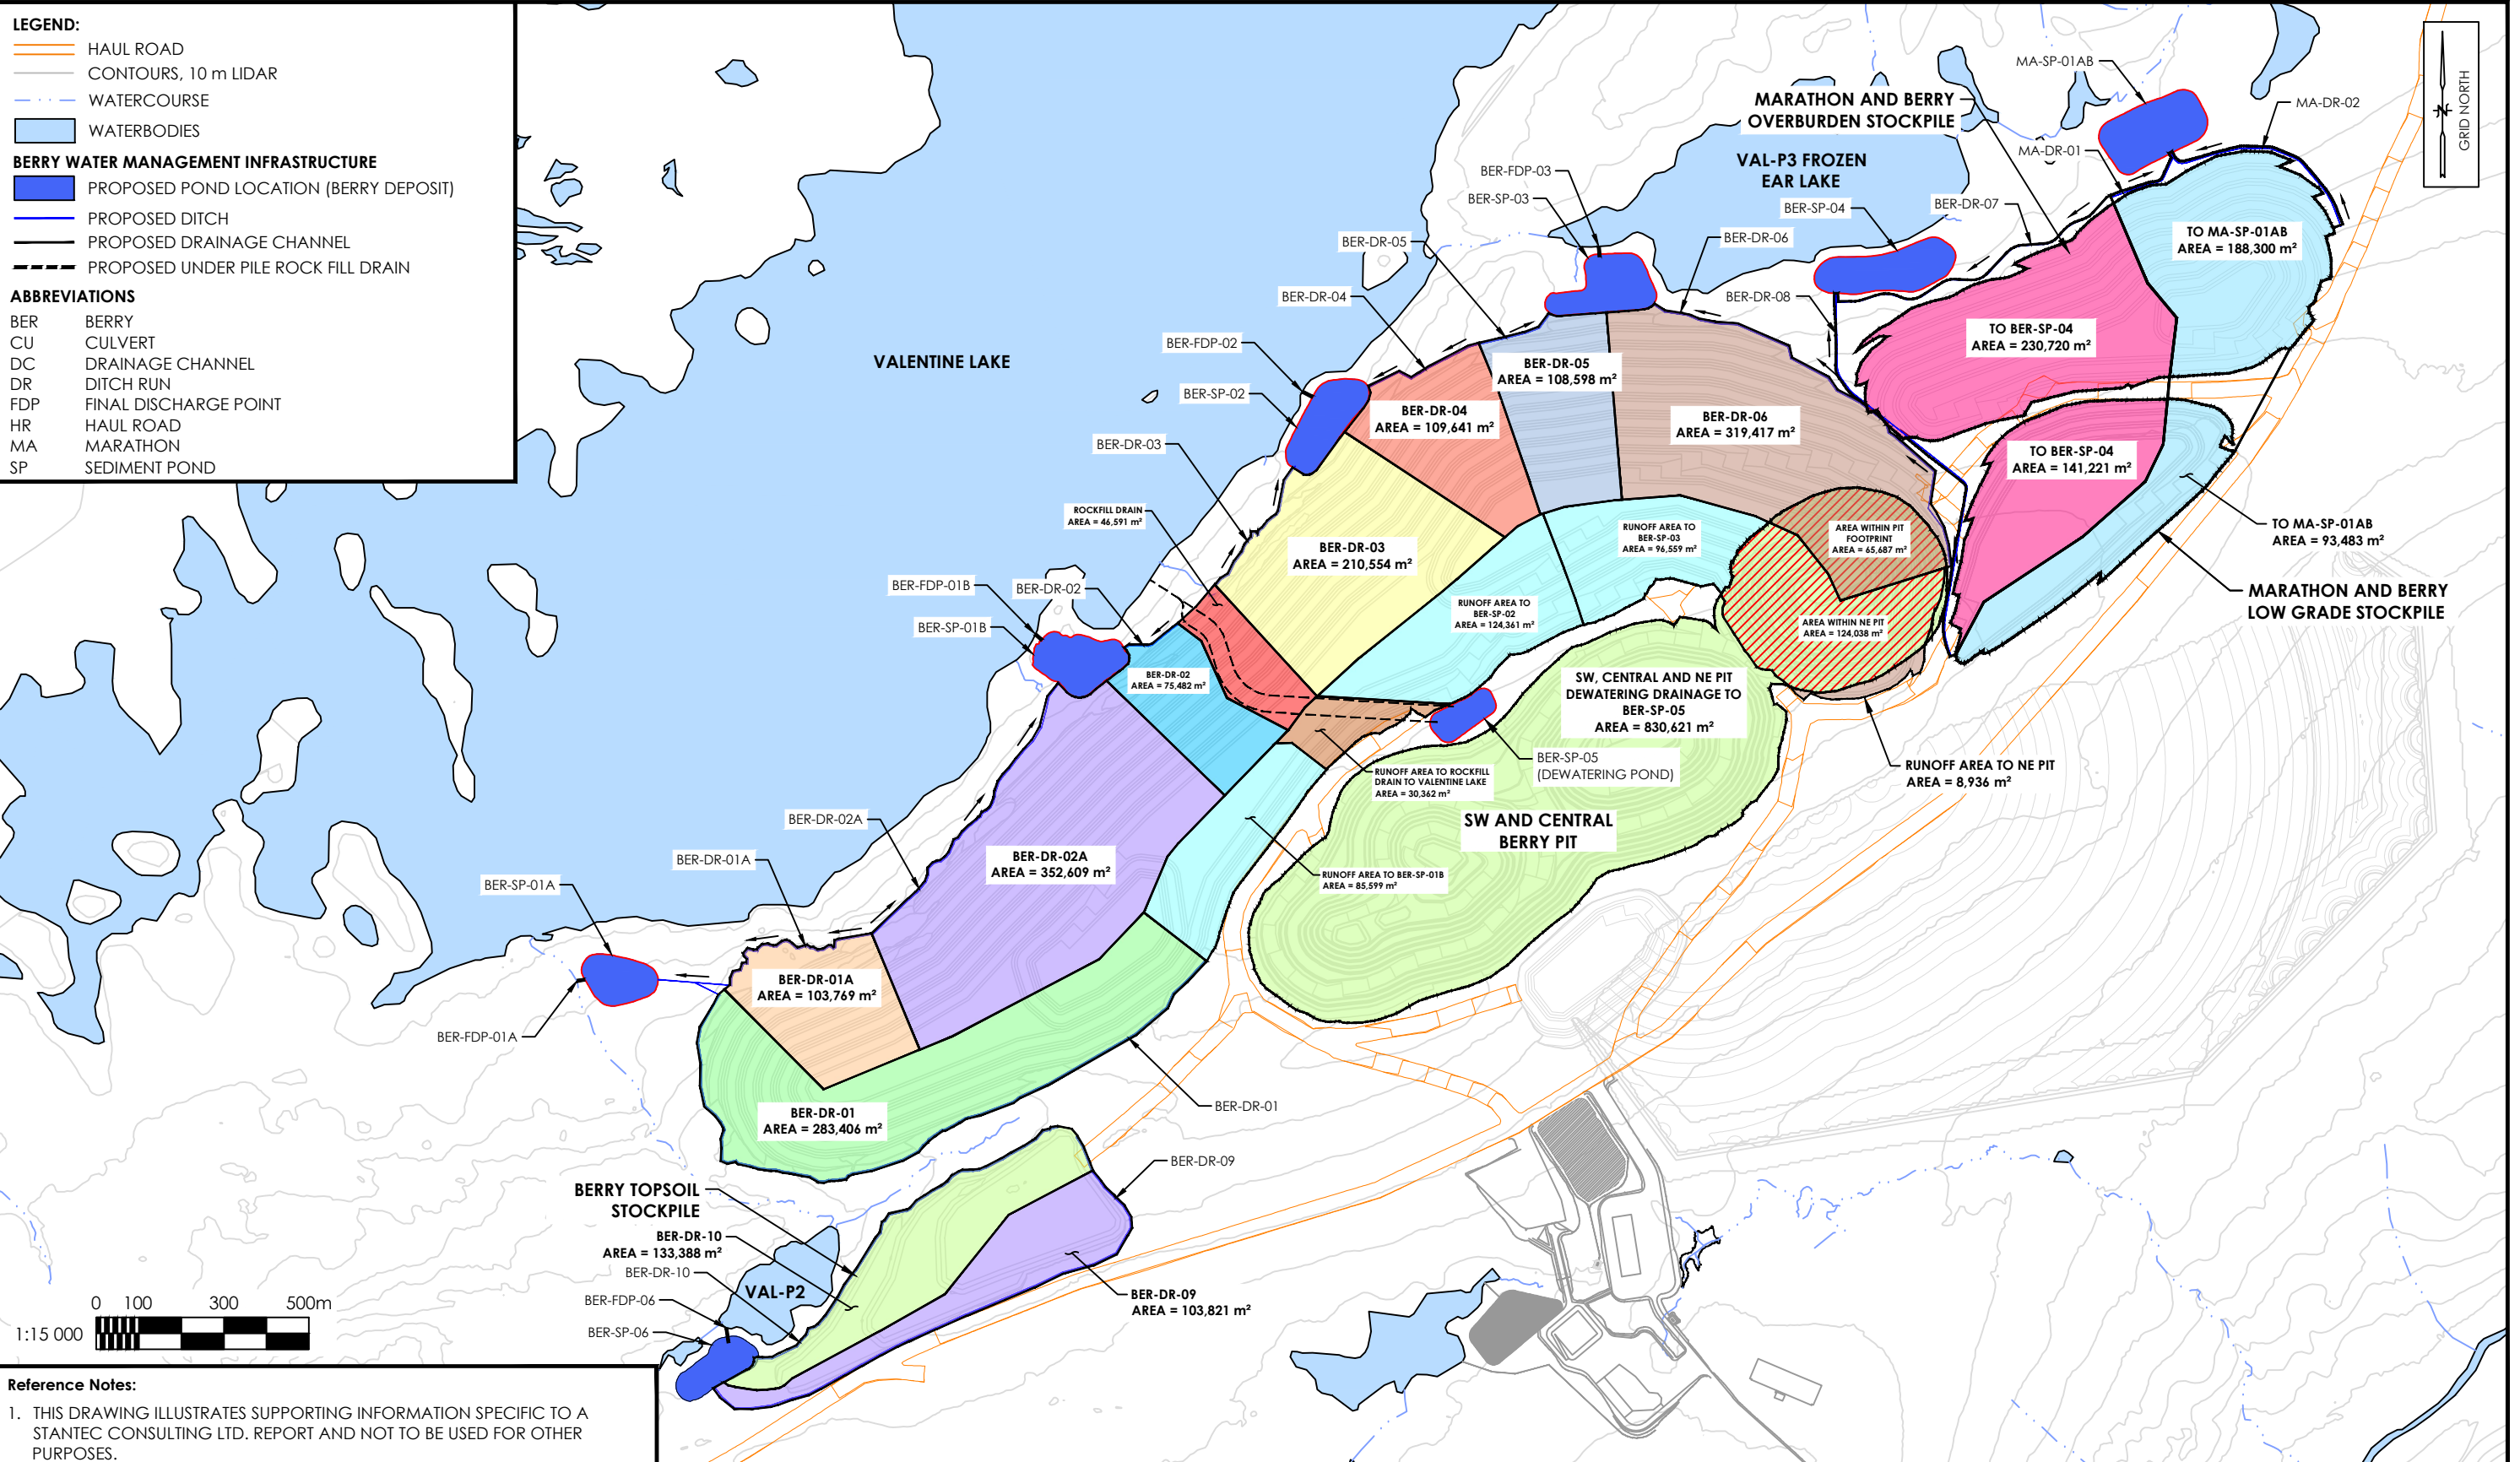 LEGEND:
HAUL ROAD
CONTOURS, 10 m LIDAR
WATERCOURSE
WATERBODIES
BERRY WATER MANAGEMENT INFRASTRUCTURE
PROPOSED POND LOCATION (BERRY DEPOSIT)
PROPOSED DITCH
PROPOSED DRAINAGE CHANNEL
PROPOSED UNDER PILE ROCK FILL DRAIN
ABBREVIATIONS
BER BERRY
CU CULVERT
DC DRAINAGE CHANNEL
DR DITCH RUN
FDP FINAL DISCHARGE POINT
HR HAUL ROAD
MA MARATHON
SP SEDIMENT POND
GRID NORTH
N
MA-SP-01AB
MA-DR-02
MARATHON AND BERRY
OVERBURDEN STOCKPILE
MA-DR-01
VAL-P3 FROZEN
EAR LAKE
BER-FDP-03
BER-SP-03
BER-SP-04
BER-DR-07
BER-DR-05
BER-DR-06
TO MA-SP-01AB
AREA = 188,300 m²
BER-DR-04
BER-DR-08
TO BER-SP-04
AREA = 230,720 m²
BER-FDP-02
VALENTINE LAKE
BER-DR-05
AREA = 108,598 m²
BER-SP-02
BER-DR-04
AREA = 109,641 m²
BER-DR-06
AREA = 319,417 m²
BER-DR-03
TO BER-SP-04
AREA = 141,221 m²
ROCKFILL DRAIN
AREA = 46,591 m²
RUNOFF AREA TO
BER-SP-03
AREA = 96,559 m²
AREA WITHIN PIT
FOOTPRINT
AREA = 65,687 m²
TO MA-SP-01AB
AREA = 93,483 m²
BER-DR-03
AREA = 210,554 m²
BER-FDP-01B
BER-DR-02
MARATHON AND BERRY
LOW GRADE STOCKPILE
RUNOFF AREA TO
BER-SP-02
AREA = 124,361 m²
BER-SP-01B
AREA WITHIN NE PIT
AREA = 124,038 m²
BER-DR-02
AREA = 75,482 m²
SW, CENTRAL AND NE PIT
DEWATERING DRAINAGE TO
BER-SP-05
AREA = 830,621 m²
BER-SP-05
(DEWATERING POND)
RUNOFF AREA TO NE PIT
AREA = 8,936 m²
RUNOFF AREA TO ROCKFILL
DRAIN TO VALENTINE LAKE
AREA = 30,362 m²
BER-DR-02A
SW AND CENTRAL
BERRY PIT
BER-DR-01A
BER-DR-02A
AREA = 352,609 m²
RUNOFF AREA TO BER-SP-01B
AREA = 85,599 m²
BER-SP-01A
BER-DR-01A
AREA = 103,769 m²
BER-FDP-01A
BER-DR-01
AREA = 283,406 m²
BER-DR-01
BER-DR-09
BERRY TOPSOIL
STOCKPILE
BER-DR-10
AREA = 133,388 m²
BER-DR-10
VAL-P2
BER-FDP-06
BER-SP-06
BER-DR-09
AREA = 103,821 m²
0 100 300 500m
1:15 000
Reference Notes:
1. THIS DRAWING ILLUSTRATES SUPPORTING INFORMATION SPECIFIC TO A
STANTEC CONSULTING LTD. REPORT AND NOT TO BE USED FOR OTHER
PURPOSES.